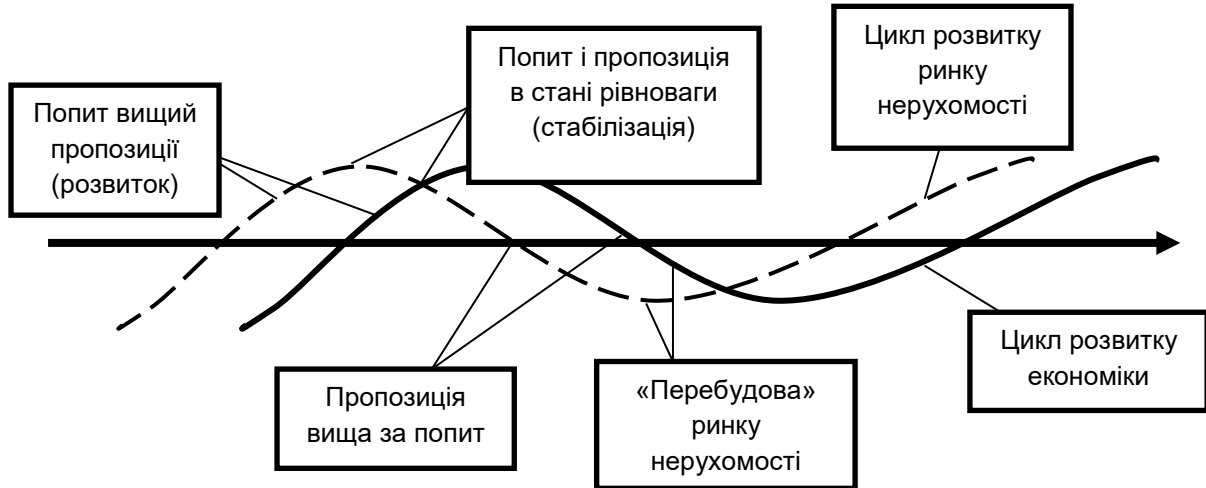 Попит вищий
пропозиції
(розвиток)
Попит і пропозиція
в стані рівноваги
(стабілізація)
Цикл розвитку
ринку
нерухомості
Пропозиція
вища за попит
«Перебудова»
ринку
нерухомості
Цикл розвитку
економіки